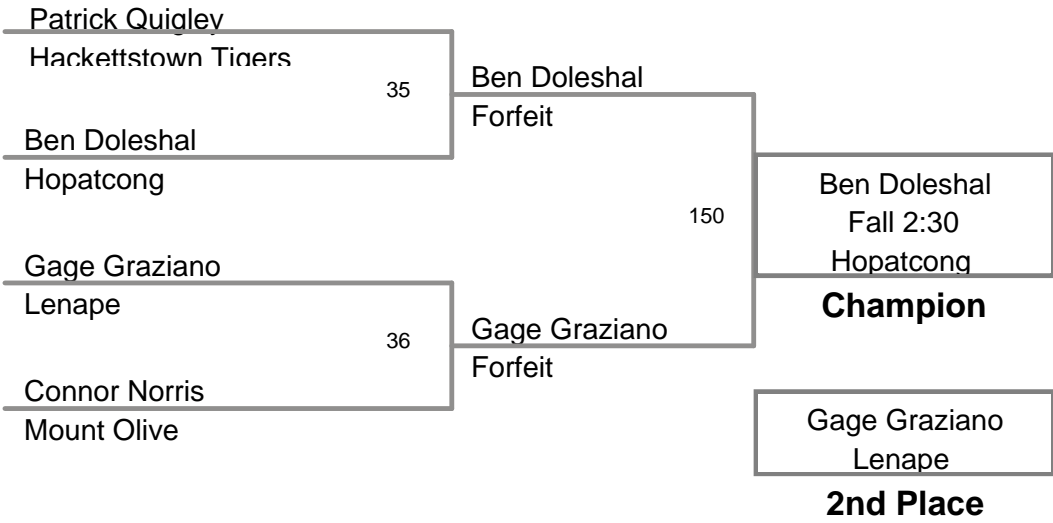 Patrick Quigley
Hackettstown Tigers
35
Ben Doleshal
Forfeit
Ben Doleshal
Hopatcong
150
Ben Doleshal
Fall 2:30
Hopatcong
Champion
Gage Graziano
Lenape
36
Gage Graziano
Forfeit
Connor Norris
Mount Olive
Gage Graziano
Lenape
2nd Place